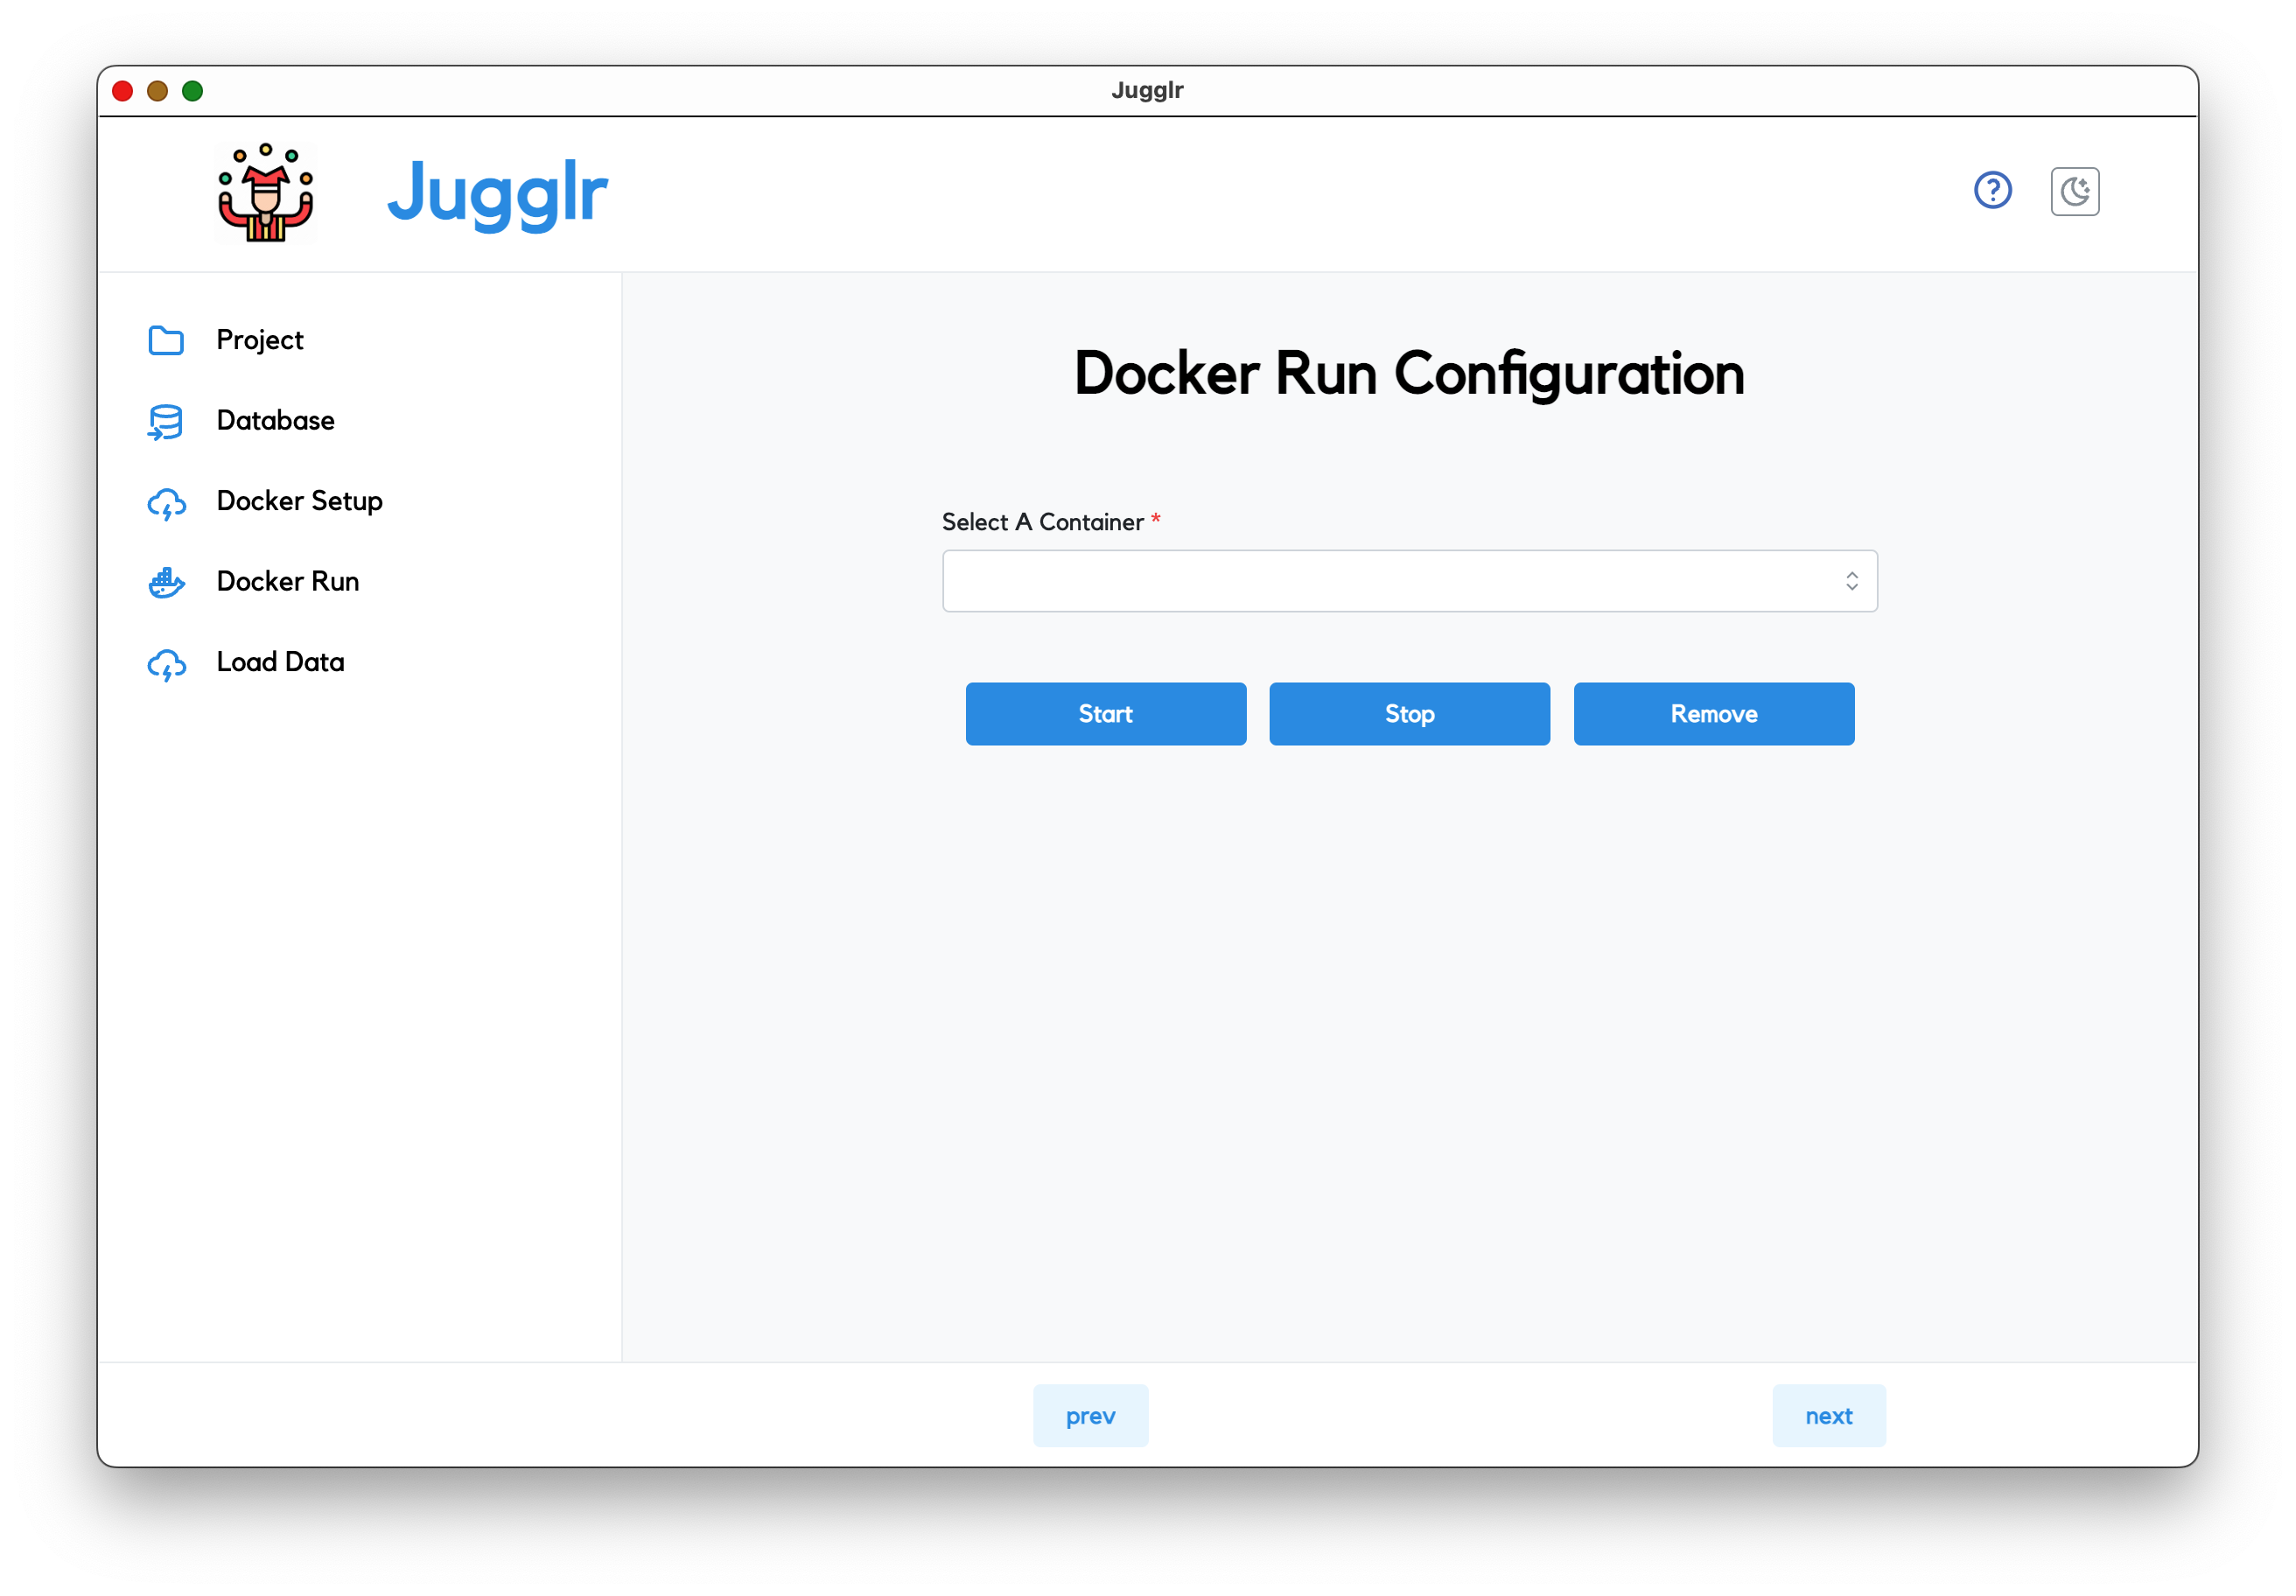 Jugglr
Jugglr
Project
Database
Docker Setup
Docker Run
Load Data
Docker Run Configuration
Select A Container *
Start
Stop
Remove
prev
next